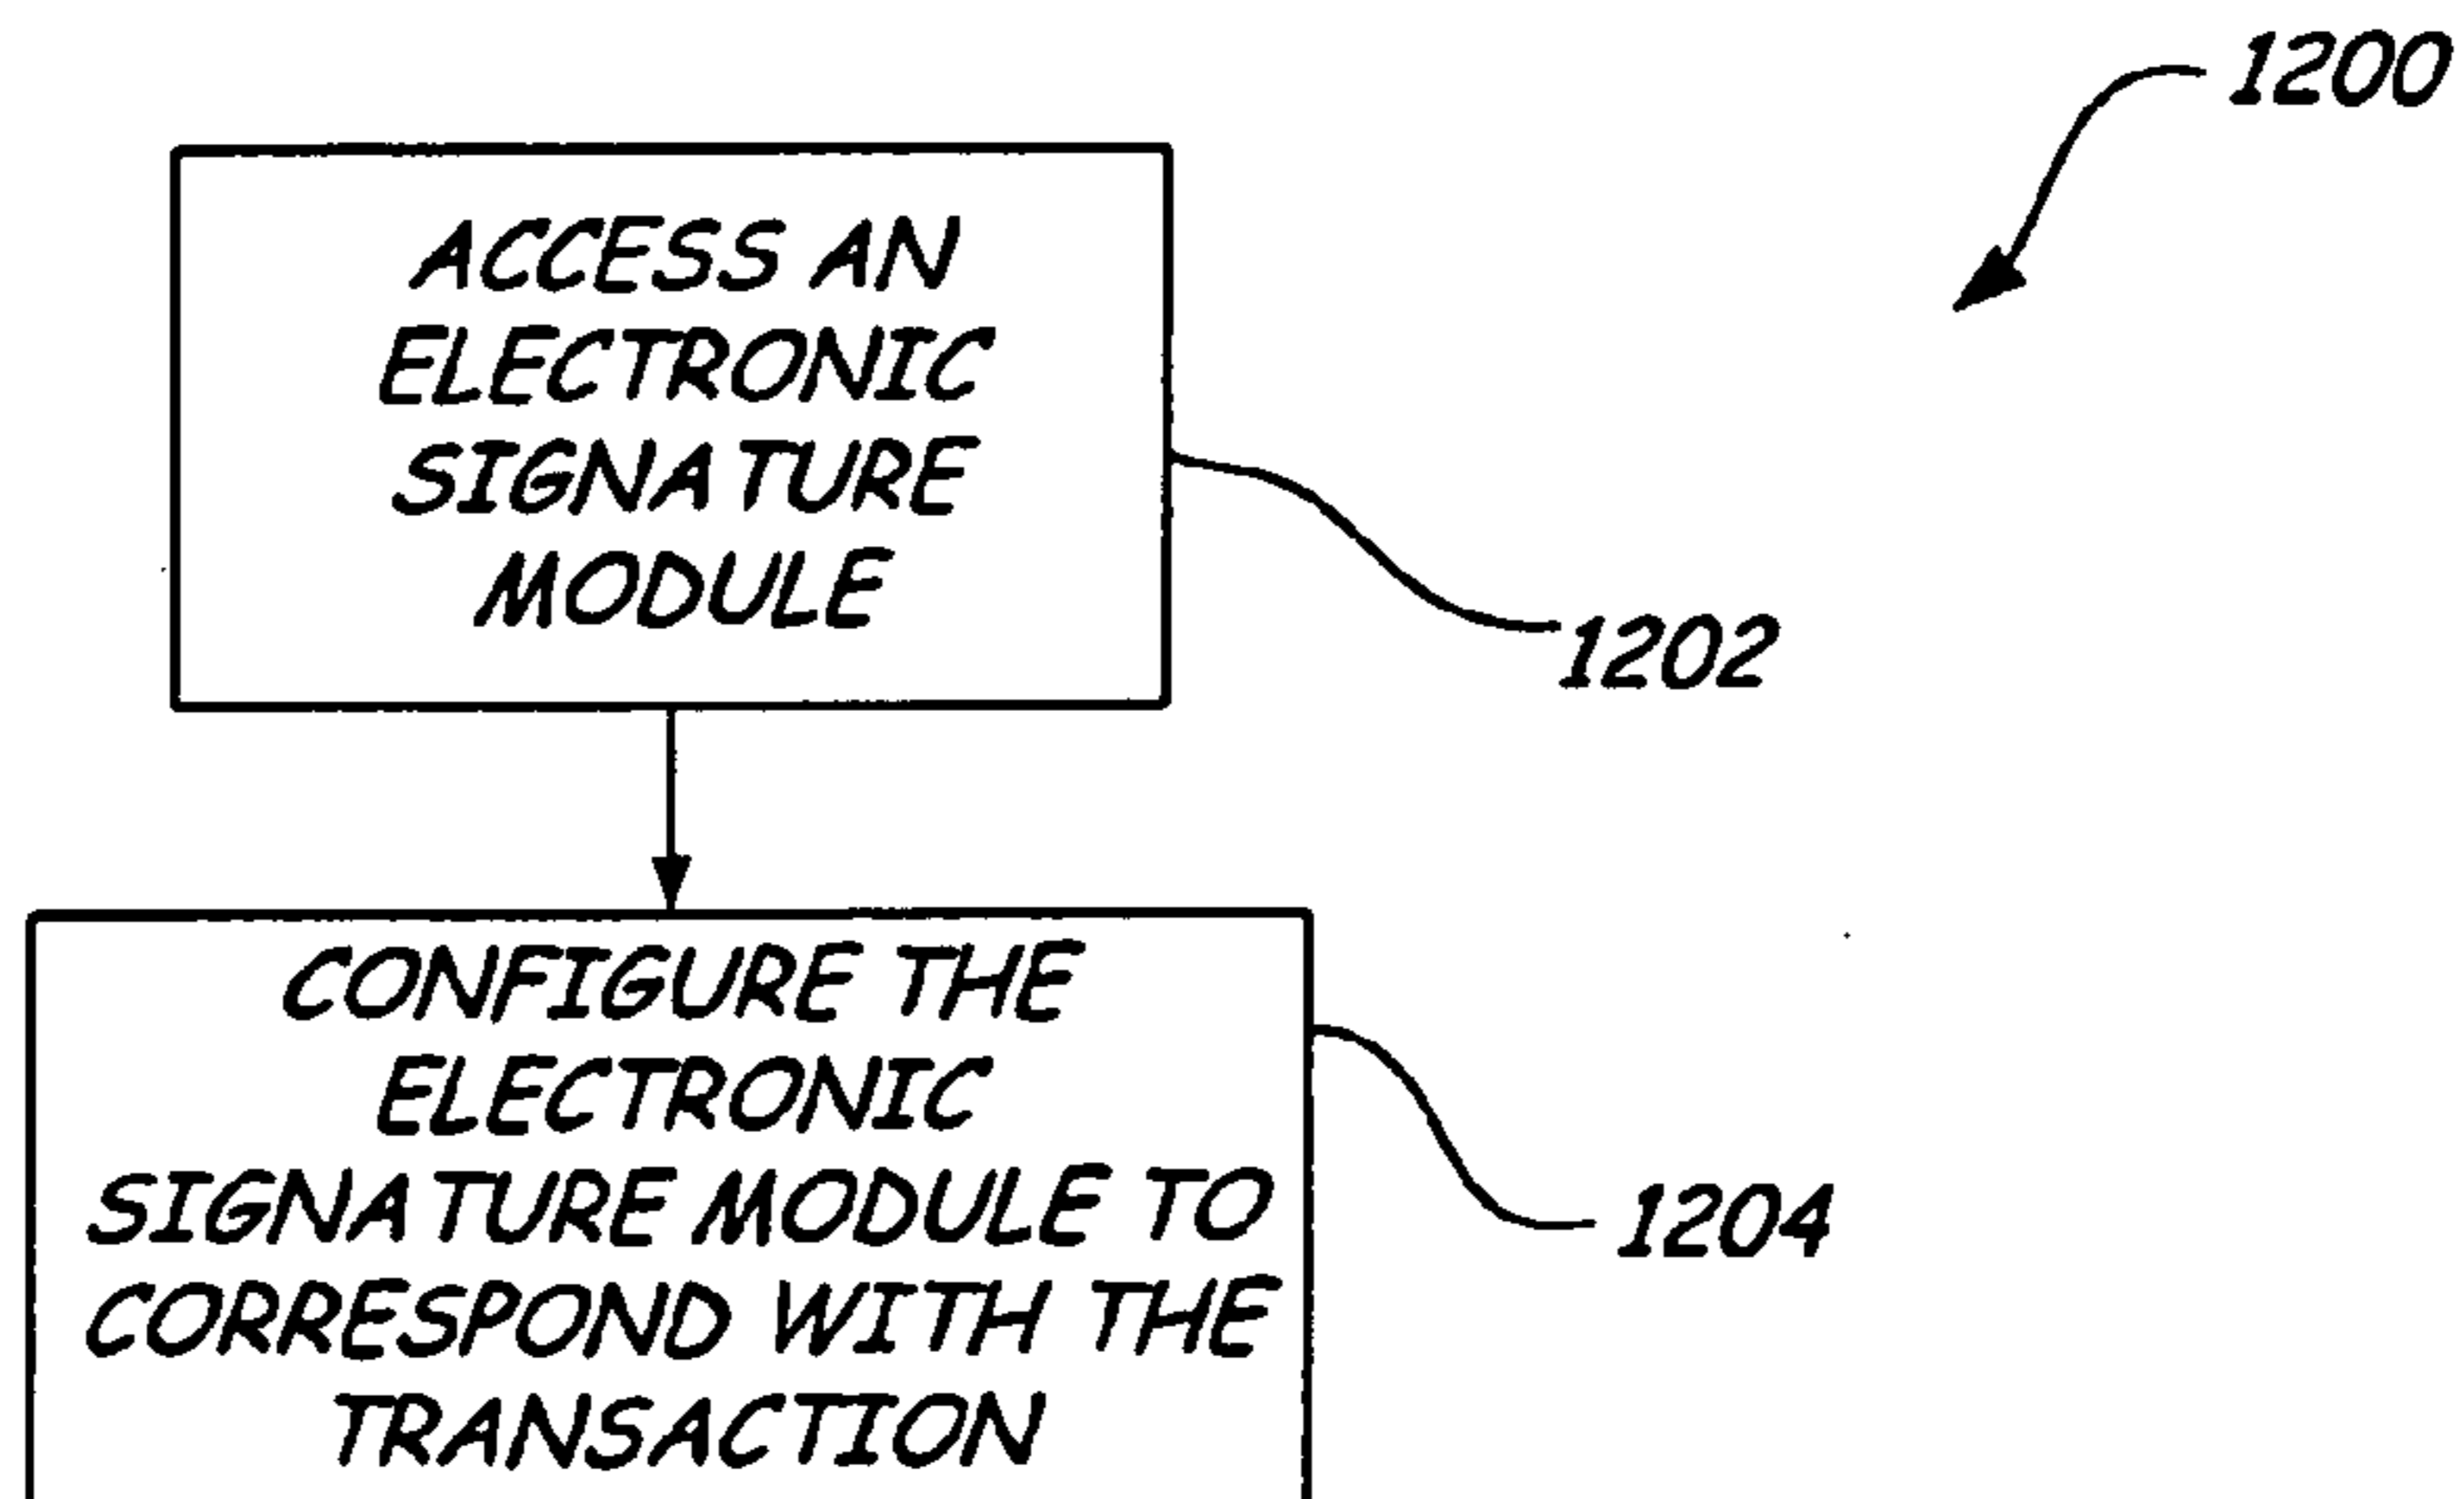 1200
ACCESS AN
ELECTRONIC
SIGNATURE
MODULE
1202
CONFIGURE THE
ELECTRONIC
SIGNATURE MODULE TO
CORRESPOND WITH THE
TRANSACTION
1204